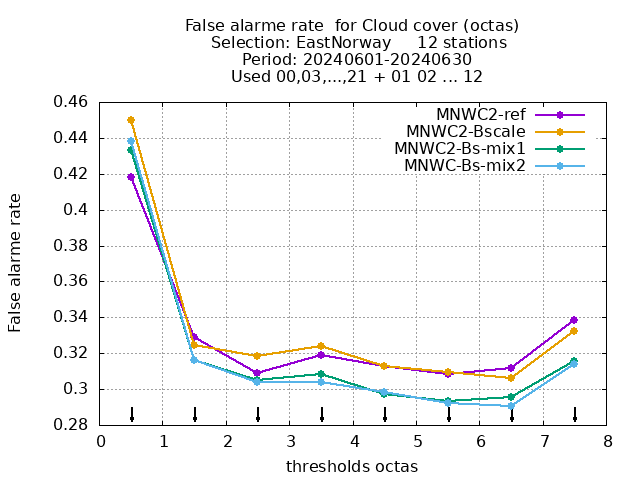 False alarme rate  for Cloud cover (octas)
Selection: EastNorway     12 stations
Period: 20240601-20240630
Used 00,03,...,21 + 01 02 ... 12
MNWC2-ref
MNWC2-Bscale
MNWC2-Bs-mix1
MNWC-Bs-mix2
False alarme rate
0.46
0.44
0.42
0.4
0.38
0.36
0.34
0.32
0.3
0.28
0 1 2 3 4 5 6 7 8
thresholds octas